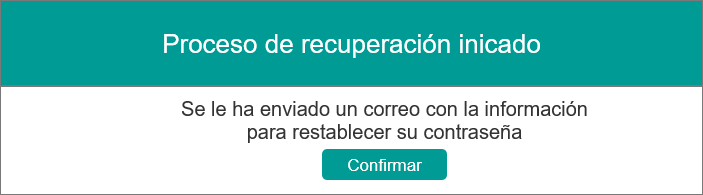 Proceso de recuperación inicado
Se le ha enviado un correo con la información
para restablecer su contraseña
Confirmar